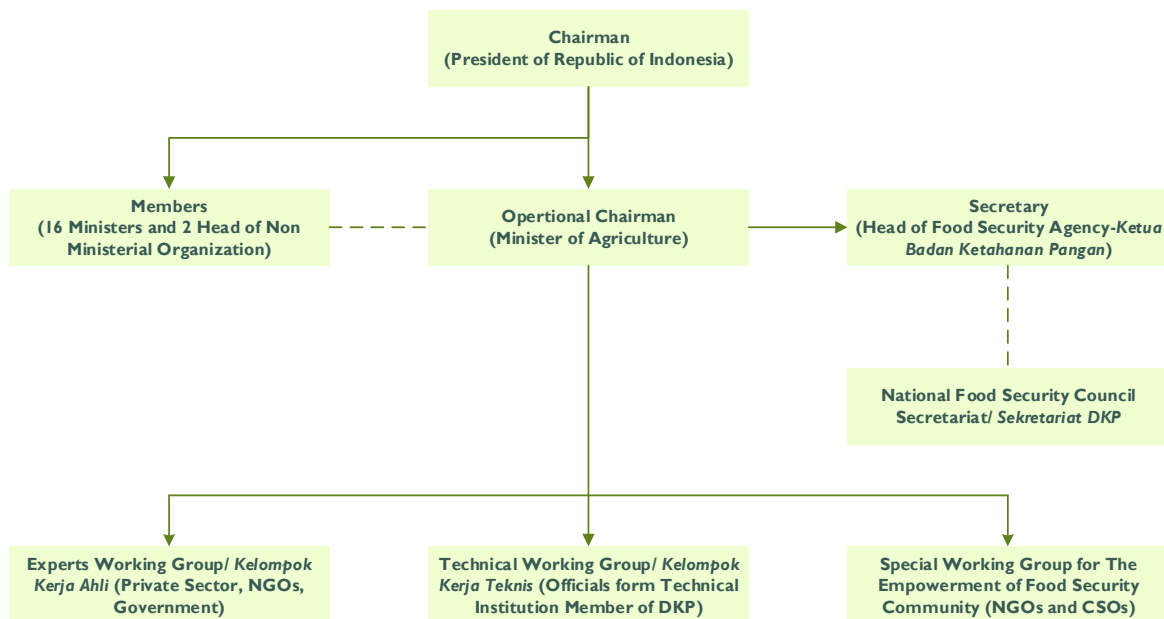 Chairman
(President of Republic of Indonesia)
Members
(16 Ministers and 2 Head of Non
Ministerial Organization)
Opertional Chairman
(Minister of Agriculture)
Secretary
(Head of Food Security Agency-Ketua
Badan Ketahanan Pangan)
National Food Security Council
Secretariat/ Sekretariat DKP
Experts Working Group/ Kelompok
Kerja Ahli (Private Sector, NGOs,
Government)
Technical Working Group/ Kelompok
Kerja Teknis (Officials form Technical
Institution Member of DKP)
Special Working Group for The
Empowerment of Food Security
Community (NGOs and CSOs)